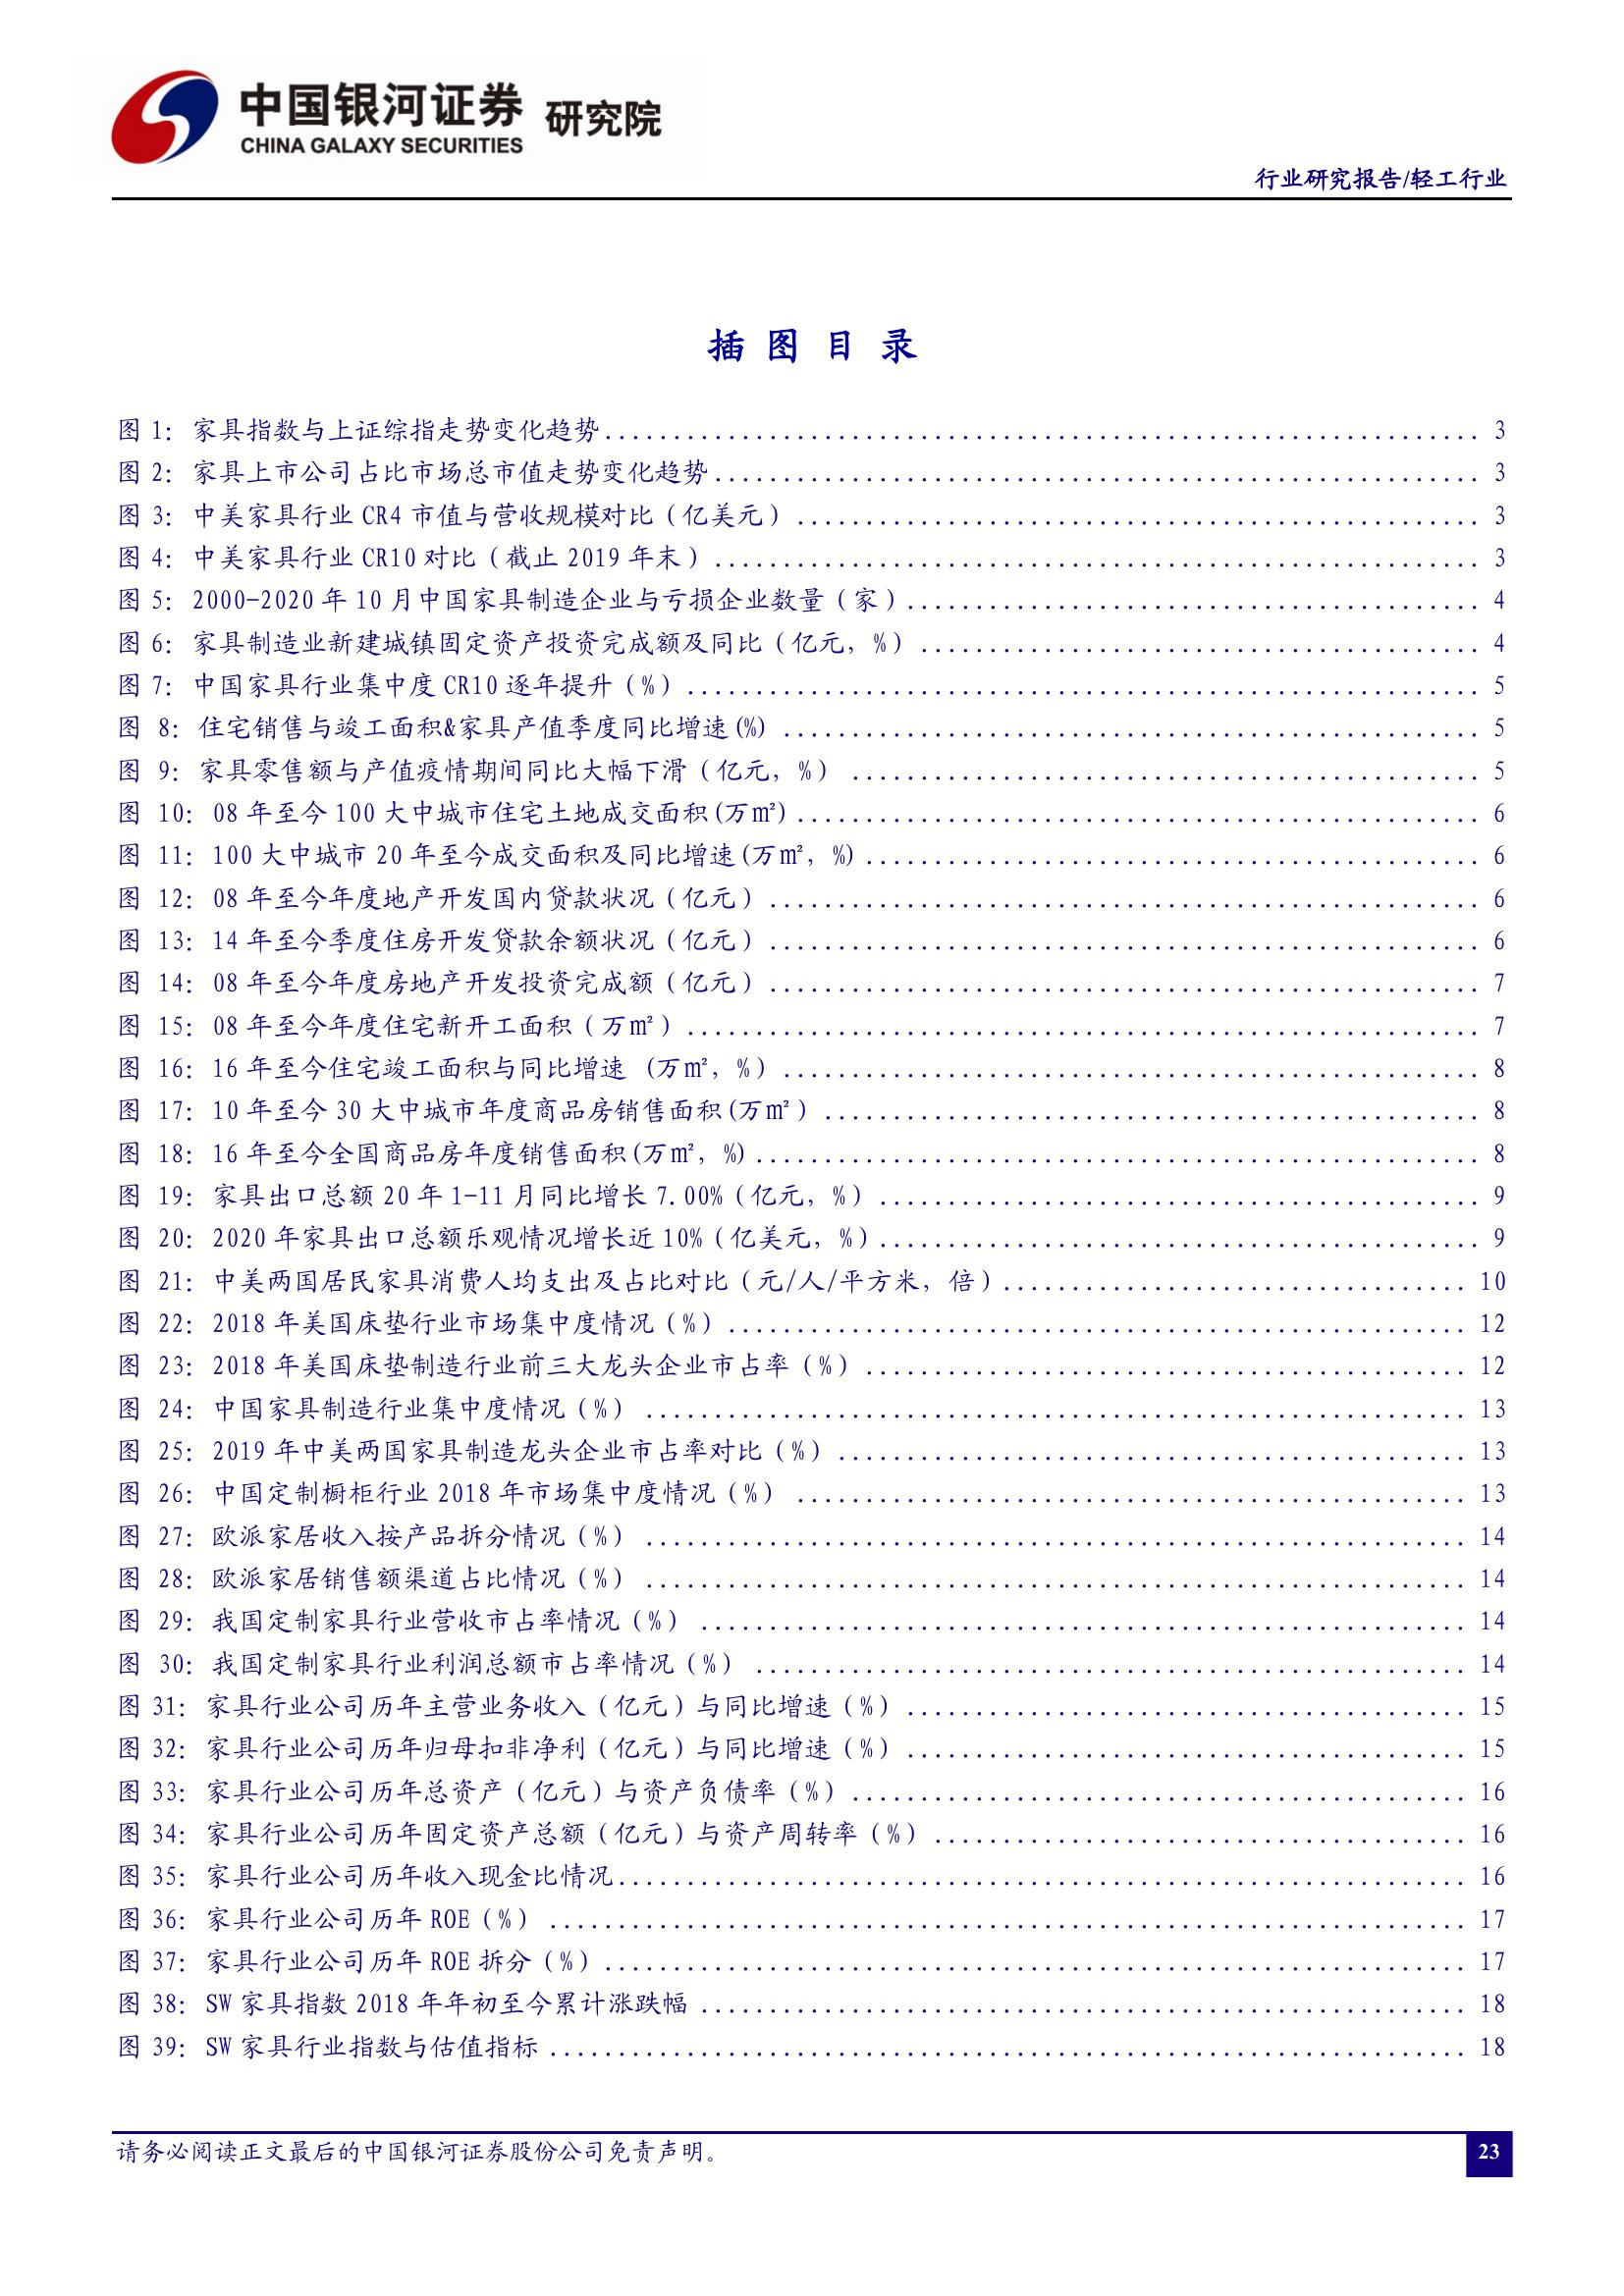 中国银河证券 研究院
CHINA GALAXY SECURITIES
行业研究报告/轻工行业
插 图 目 录
图 1: 家具指数与上证综指走势变化趋势 3
图 2: 家具上市公司占比市场总市值走势变化趋势 3
图 3: 中美家具行业 CR4 市值与营收规模对比（亿美元） 3
图 4: 中美家具行业 CR10 对比（截止 2019 年末） 3
图 5: 2000-2020 年 10 月中国家具制造企业与亏损企业数量（家） 4
图 6: 家具制造业新建城镇固定资产投资完成额及同比（亿元，%） 4
图 7: 中国家具行业集中度 CR10 逐年提升（%） 5
图 8: 住宅销售与竣工面积&家具产值季度同比增速(%) 5
图 9: 家具零售额与产值疫情期间同比大幅下滑（亿元，%） 5
图 10: 08 年至今 100 大中城市住宅土地成交面积(万㎡) 6
图 11: 100 大中城市 20 年至今成交面积及同比增速(万㎡，%) 6
图 12: 08 年至今年度地产开发国内贷款状况（亿元） 6
图 13: 14 年至今季度住房开发贷款余额状况（亿元） 6
图 14: 08 年至今年度房地产开发投资完成额（亿元） 7
图 15: 08 年至今年度住宅新开工面积（万㎡） 7
图 16: 16 年至今住宅竣工面积与同比增速 (万㎡，%） 8
图 17: 10 年至今 30 大中城市年度商品房销售面积(万㎡） 8
图 18: 16 年至今全国商品房年度销售面积(万㎡，%) 8
图 19: 家具出口总额 20 年 1-11 月同比增长 7.00%（亿元，%） 9
图 20: 2020 年家具出口总额乐观情况增长近 10%（亿美元，%） 9
图 21: 中美两国居民家具消费人均支出及占比对比（元/人/平方米，倍） 10
图 22: 2018 年美国床垫行业市场集中度情况（%） 12
图 23: 2018 年美国床垫制造行业前三大龙头企业市占率（%） 12
图 24: 中国家具制造行业集中度情况（%） 13
图 25: 2019 年中美两国家具制造龙头企业市占率对比（%） 13
图 26: 中国定制橱柜行业 2018 年市场集中度情况（%） 13
图 27: 欧派家居收入按产品拆分情况（%） 14
图 28: 欧派家居销售额渠道占比情况（%） 14
图 29: 我国定制家具行业营收市占率情况（%） 14
图 30: 我国定制家具行业利润总额市占率情况（%） 14
图 31: 家具行业公司历年主营业务收入（亿元）与同比增速（%） 15
图 32: 家具行业公司历年归母扣非净利（亿元）与同比增速（%） 15
图 33: 家具行业公司历年总资产（亿元）与资产负债率（%） 16
图 34: 家具行业公司历年固定资产总额（亿元）与资产周转率（%） 16
图 35: 家具行业公司历年收入现金比情况 16
图 36: 家具行业公司历年 ROE（%） 17
图 37: 家具行业公司历年 ROE 拆分（%） 17
图 38: SW 家具指数 2018 年年初至今累计涨跌幅 18
图 39: SW 家具行业指数与估值指标 18
请务必阅读正文最后的中国银河证券股份公司免责声明。
23